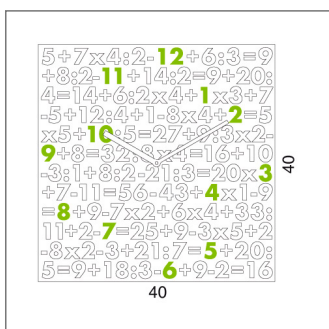 5+7x4:2-12+6:3=9
+8:2-11+14:2=9+20:
4=14+6:2x4+1x3+7
-5+12:4+1-8x4+2=5
x5+10:5=27+9:3x2-
9+8=32:8x4=16+10
-3:1+8:2-21:3=20x3
+7-11=56-43+4x1-9
=8+9-7x2+6x4+33:
11+2-7=25+9-3x5+2
-8x2-3+21:7=5+20:
5=9+18:3-6+9-2=16
40
40